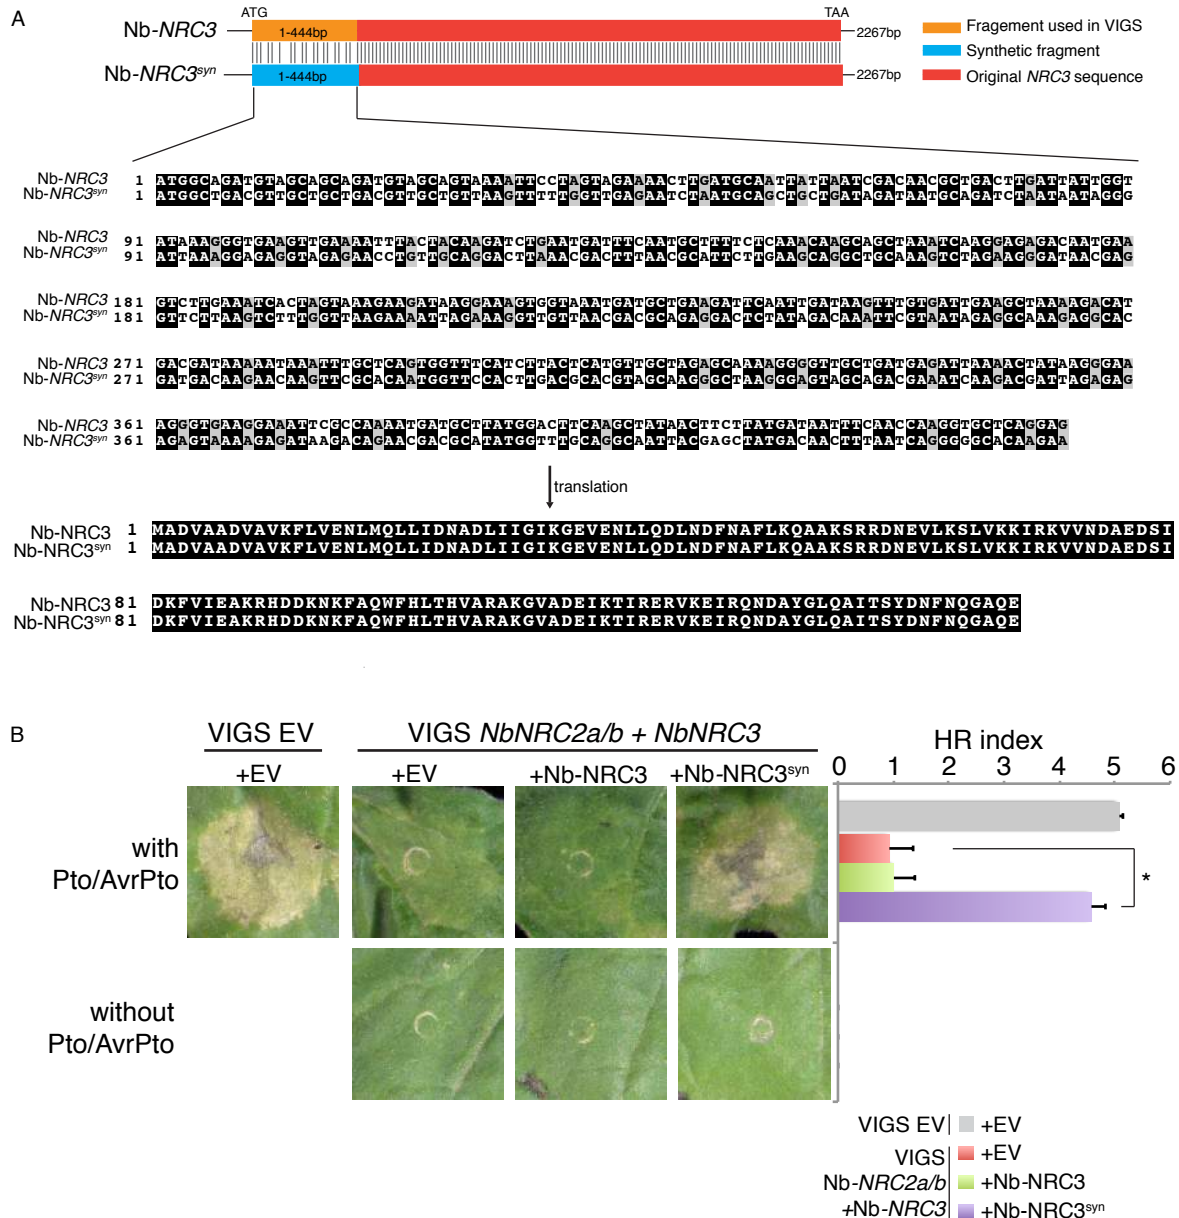 A
ATG
TAA
Nb-NRC3
1-444bp
2267bp
Nb-NRC3syn
1-444bp
2267bp
Fragement used in VIGS
Synthetic fragment
Original NRC3 sequence
Nb-NRC3 1 ATGGCAGATGTAGCAGCAGATGTAGCAGTAAAATTCCTAGTAGAAAACTTGATGCAATTATTAATCGACAACGCTGACTTGATTATTGGT
Nb-NRC3syn 1 ATGGCTGACGTTGCTGCTGACGTTGCTGTTAAGTTTTTGGTTGAGAATCTAATGCAGCTGCTGATAGATAATGCAGATCTAATAATAGGG
Nb-NRC3 91 ATAAAGGGTGAAGTTGAAAATTTACTACAAGATCTGAATGATTTCAATGCTTTTCTCAAACAAGCAGCTAAATCAAGGAGAGACAATGAA
Nb-NRC3syn 91 ATTAAAGGAGAGGTAGAGAACCTGTTGCAGGACTTAAACGACTTTAACGCATTCTTGAAGCAGGCTGCAAAGTCTAGAAGGGATAACGAG
Nb-NRC3 181 GTCTTGAAATCACTAGTAAAGAAGATAAGGAAAGTGGTAAATGATGCTGAAGATTCAATTGATAAGTTTGTGATTGAAGCTAAAAGACAT
Nb-NRC3syn 181 GTTCTTAAGTCTTTGGTTAAGAAAATTAGAAAGGTTGTTAACGACGCAGAGGACTCTATAGACAAATTCGTAATAGAGGCAAAGAGGCAC
Nb-NRC3 271 GACGATAAAAATAAATTTGCTCAGTGGTTTCATCTTACTCATGTTGCTAGAGCAAAAGGGGTTGCTGATGAGATTAAAACTATAAGGGAA
Nb-NRC3syn 271 GATGACAAGAACAAGTTCGCACAATGGTTCCACTTGACGCACGTAGCAAGGGCTAAGGGAGTAGCAGACGAAATCAAGACGATTAGAGAG
Nb-NRC3 361 AGGGTGAAGGAAATTCGCCAAAATGATGCTTATGGACTTCAAGCTATAACTTCTTATGATAATTTCAACCAAGGTGCTCAGGAG
Nb-NRC3syn 361 AGAGTAAAAGAGATAAGACAGAACGACGCATATGGTTTGCAGGCAATTACGAGCTATGACAACTTTAATCAGGGGGCACAAGAA
translation
Nb-NRC3 1 MADVAADVAVKFLVENLMQLLIDNADLIIGIKGEVENLLQDLNDFNAFLKQAAKSRRDNEVLKSLVKKIRKVVNDAEDSI
Nb-NRC3syn 1 MADVAADVAVKFLVENLMQLLIDNADLIIGIKGEVENLLQDLNDFNAFLKQAAKSRRDNEVLKSLVKKIRKVVNDAEDSI
Nb-NRC3 81 DKFVIEAKRHDDKNKFAQWFHLTHVARAKGVADEIKTIRERVKEIRQNDAYGLQAITSYDNFNQGAQE
Nb-NRC3syn 81 DKFVIEAKRHDDKNKFAQWFHLTHVARAKGVADEIKTIRERVKEIRQNDAYGLQAITSYDNFNQGAQE
B
VIGS EV
VIGS NbNRC2a/b + NbNRC3
HR index
+EV
+EV
+Nb-NRC3
+Nb-NRC3syn
0 1 2 3 4 5 6
with
Pto/AvrPto
*
without
Pto/AvrPto
VIGS EV
+EV
VIGS
Nb-NRC2a/b
+Nb-NRC3
+EV
+Nb-NRC3
+Nb-NRC3syn